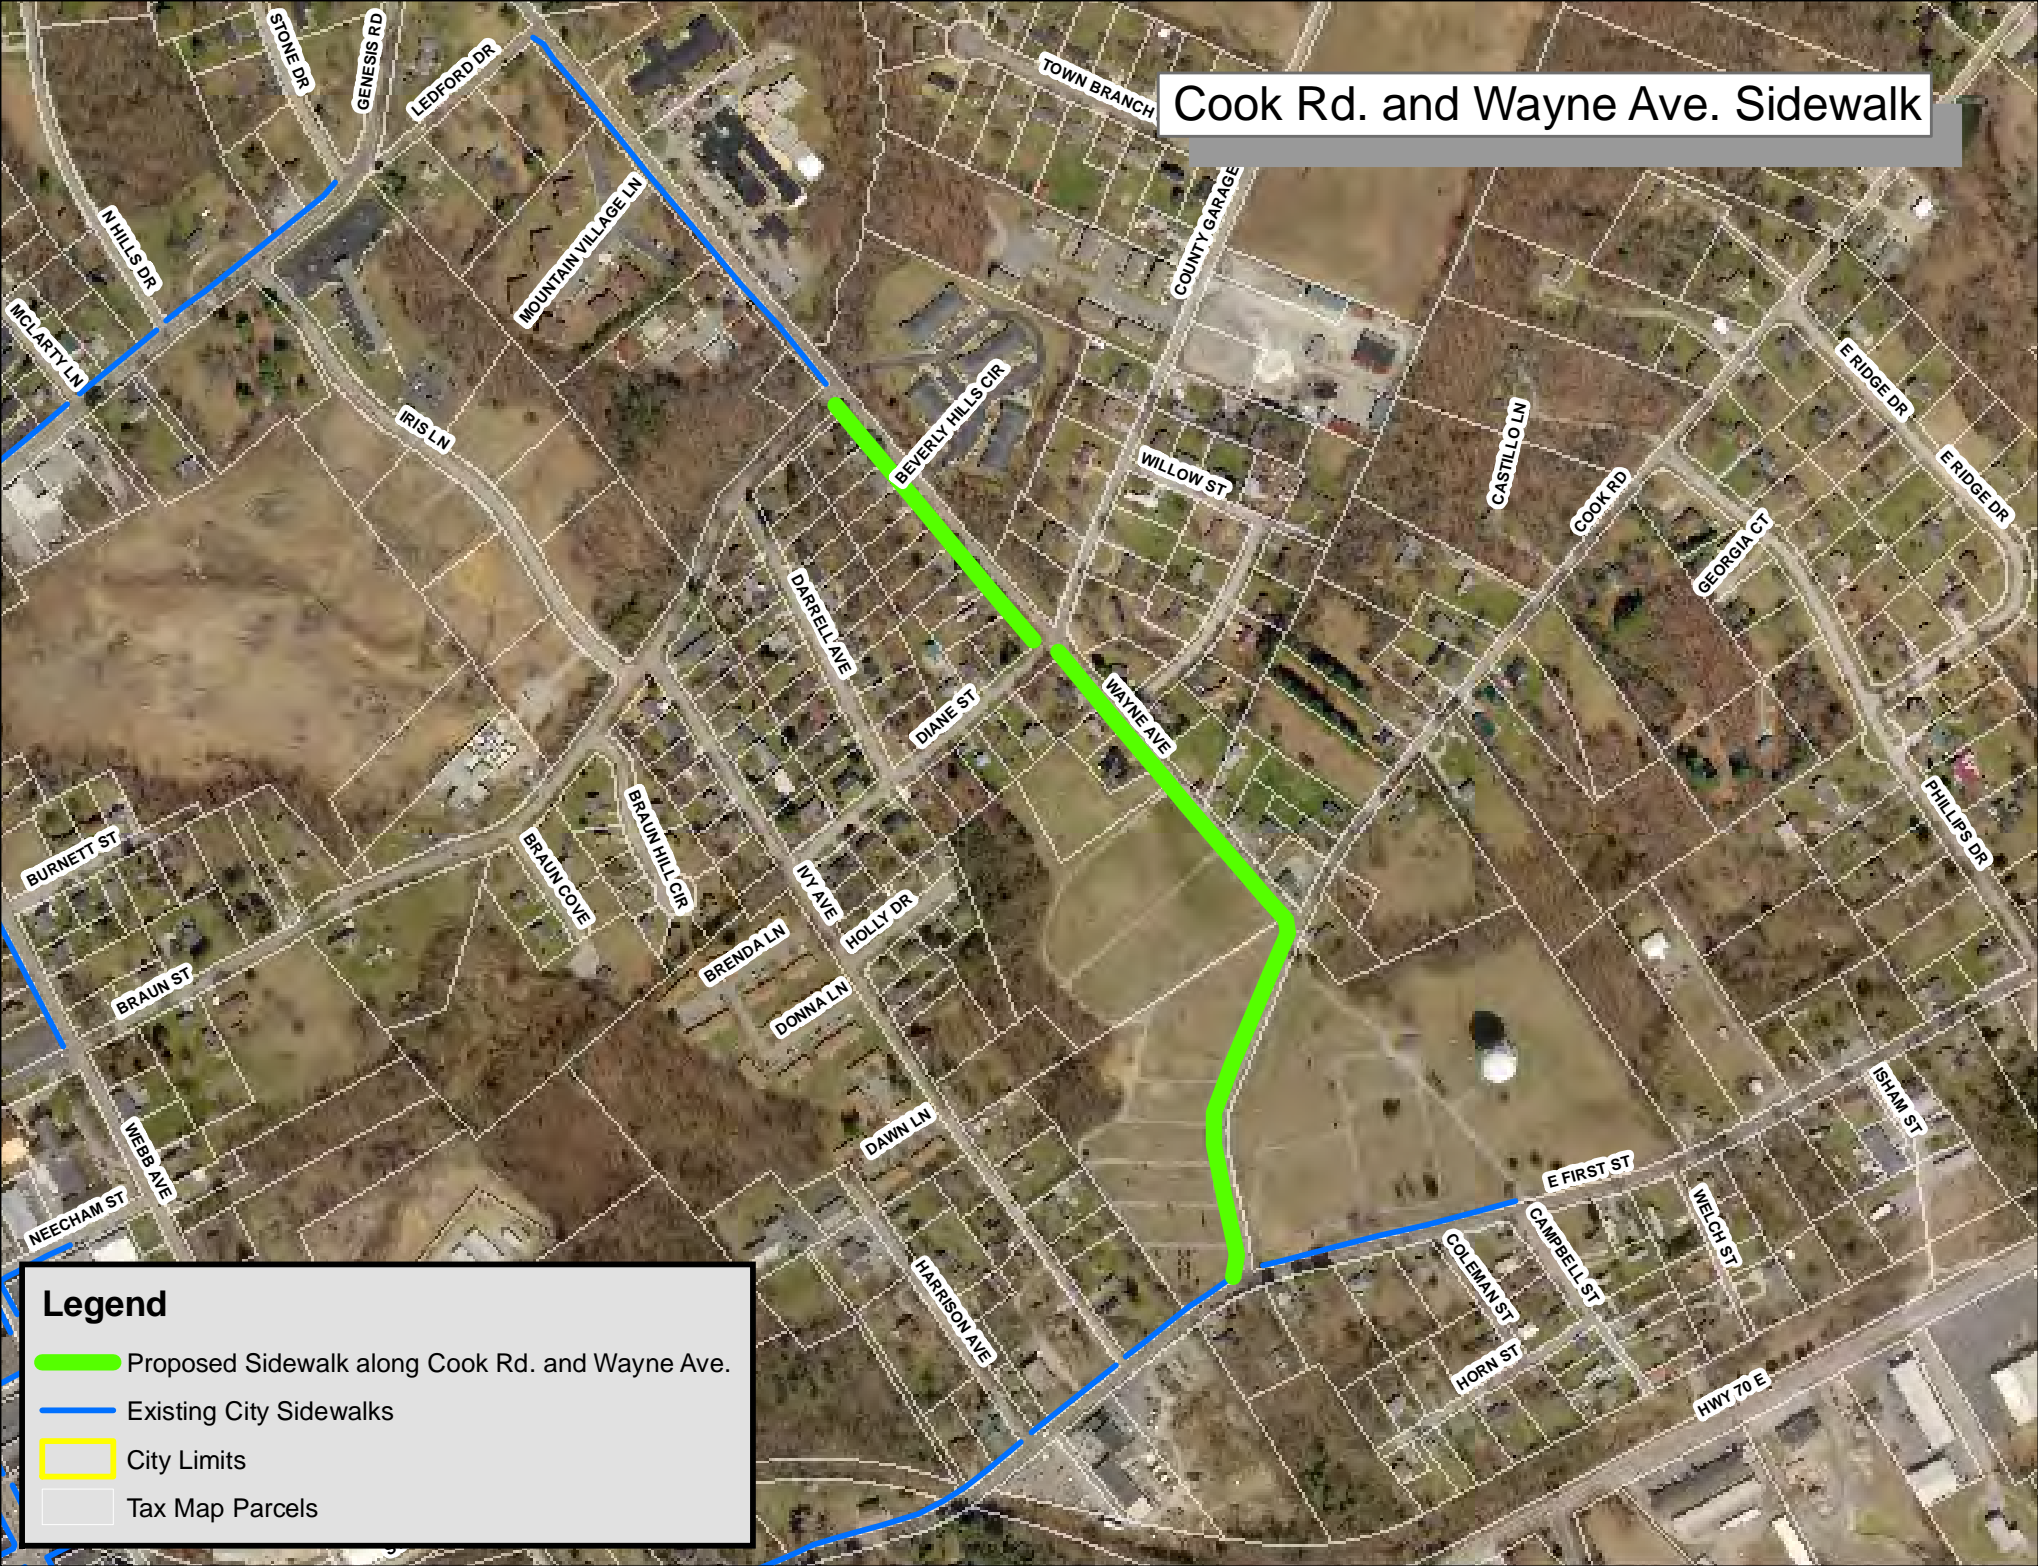 Cook Rd. and Wayne Ave. Sidewalk
STONE DR
GENESIS RD
LEDFORD DR
TOWN BRANCH
N HILLS DR
MOUNTAIN VILLAGE LN
COUNTY GARAGE
MCLARTY LN
IRIS LN
BEVERLY HILLS CIR
WILLOW ST
CASTILLO LN
COOK RD
E RIDGE DR
E RIDGE DR
GEORGIA CT
DARRELL AVE
DIANE ST
WAYNE AVE
PHILLIPS DR
BURNETT ST
BRAUN COVE
BRAUN HILL CIR
IVY AVE
HOLLY DR
BRENDA LN
BRAUN ST
DONNA LN
DAWN LN
ISHAM ST
WEBB AVE
NEECHAM ST
E FIRST ST
WELCH ST
CAMPBELL ST
COLEMAN ST
HARRISON AVE
HORN ST
HWY 70 E
Legend
Proposed Sidewalk along Cook Rd. and Wayne Ave.
Existing City Sidewalks
City Limits
Tax Map Parcels